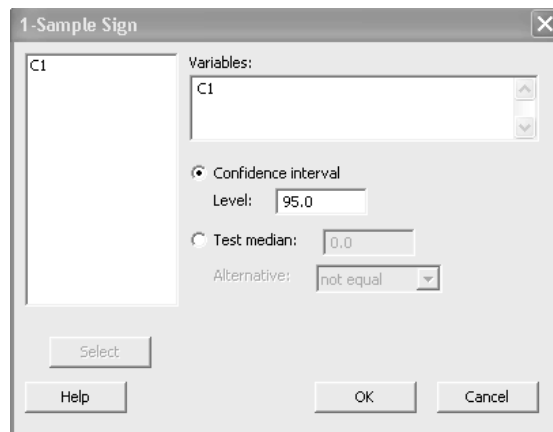 1-Sample Sign
C1
Variables:
C1
Confidence interval
Level: 95.0
Test median: 0.0
Alternative: not equal
Select
Help OK Cancel